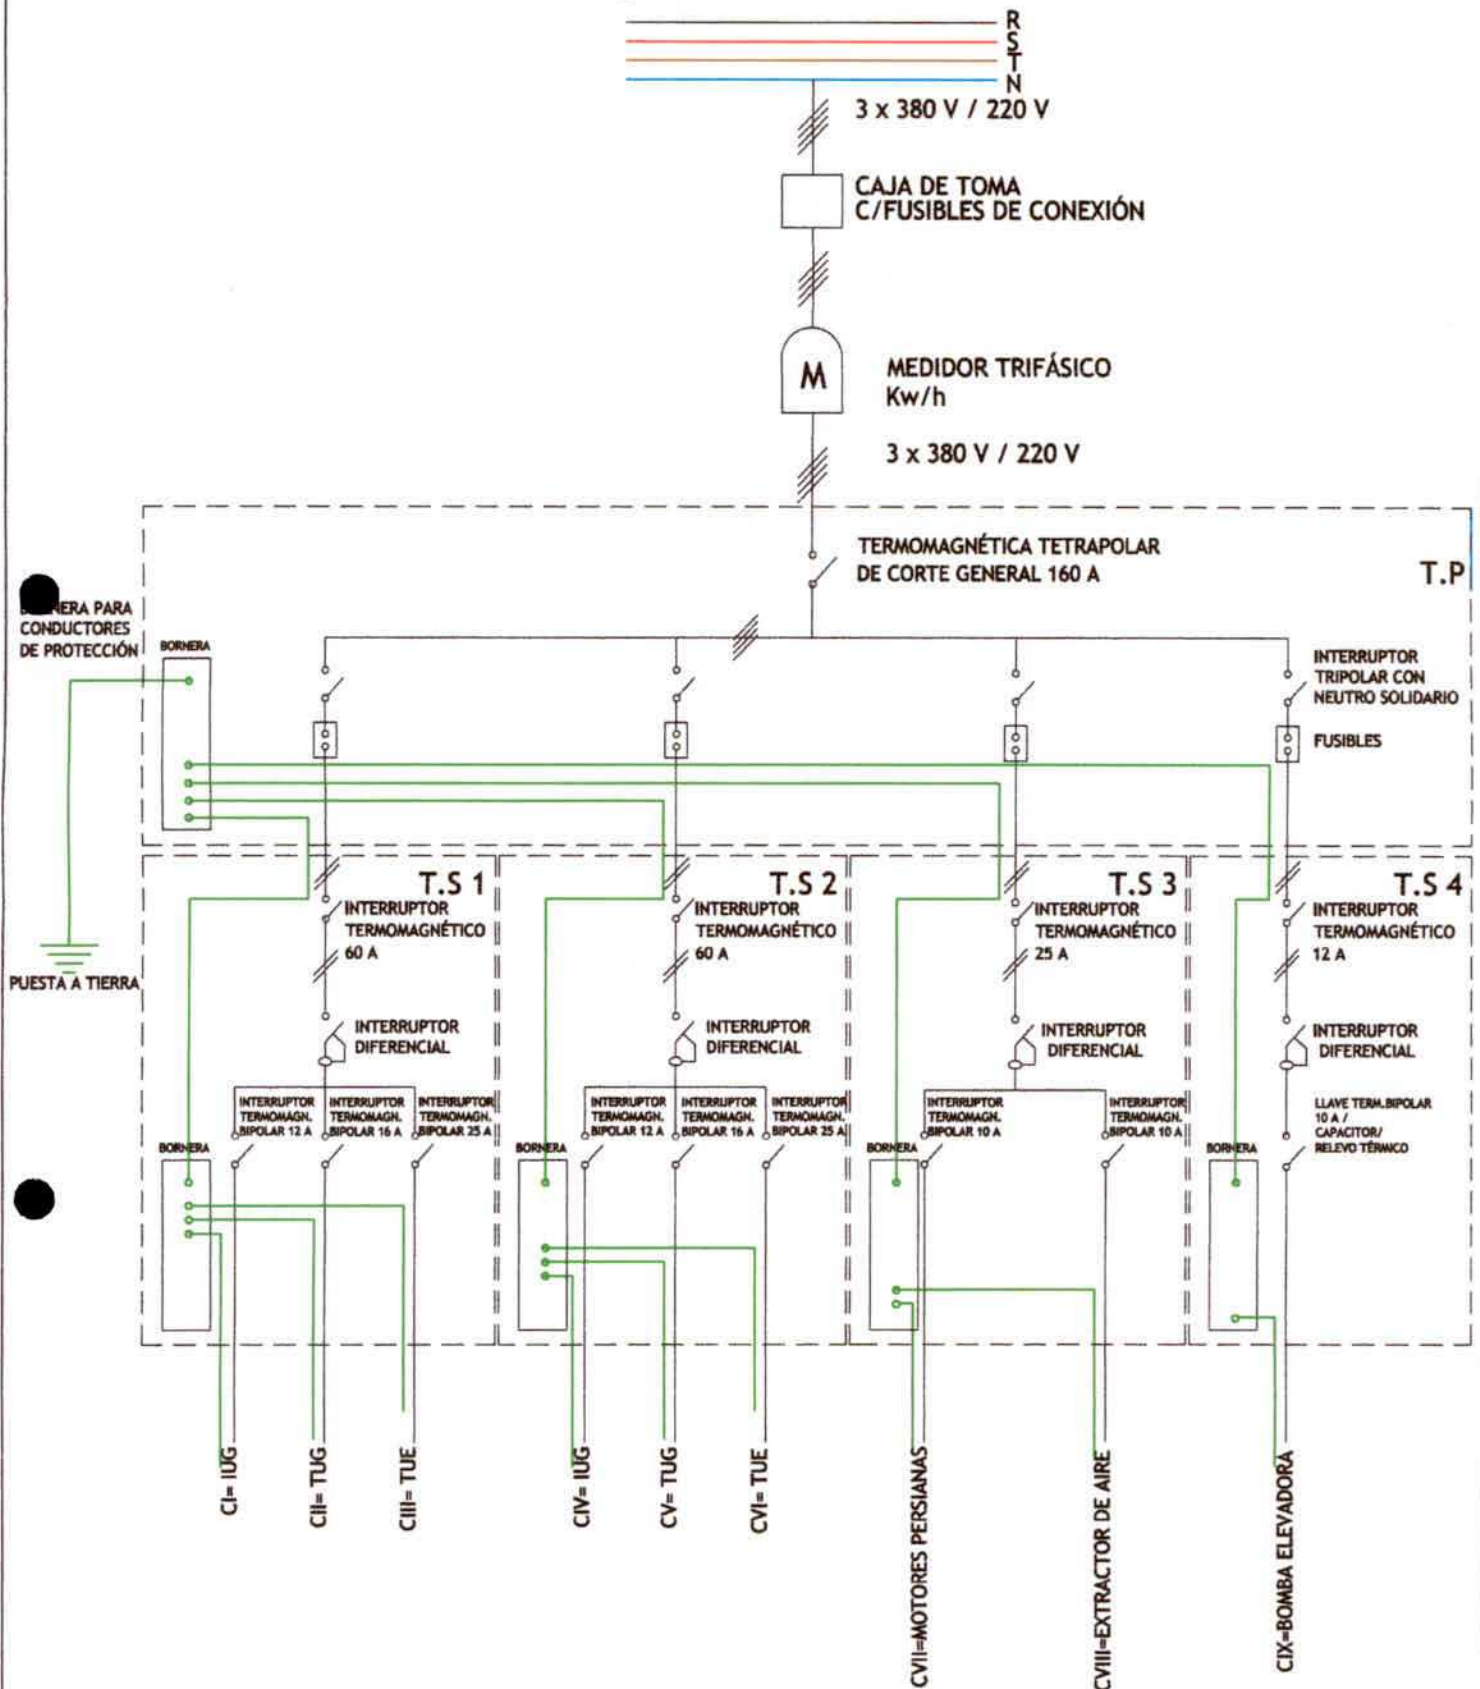 R
S
T
N
3 x 380 V / 220 V
CAJA DE TOMA
C/FUSIBLES DE CONEXIÓN
M
MEDIDOR TRIFÁSICO
Kw/h
3 x 380 V / 220 V
TERMOMAGNÉTICA TETRAPOLAR
DE CORTE GENERAL 160 A
T.P
PARA
CONDUCTORES
DE PROTECCIÓN
BORNERA
INTERRUPTOR
TRIPOLAR CON
NEUTRO SOLIDARIO
FUSIBLES
PUESTA A TIERRA
T.S 1
INTERRUPTOR
TERMOMAGNÉTICO
60 A
INTERRUPTOR
DIFERENCIAL
INTERRUPTOR
TERMOMAGN.
BIPOLAR 12 A
INTERRUPTOR
TERMOMAGN.
BIPOLAR 16 A
INTERRUPTOR
TERMOMAGN.
BIPOLAR 25 A
BORNERA
T.S 2
INTERRUPTOR
TERMOMAGNÉTICO
60 A
INTERRUPTOR
DIFERENCIAL
INTERRUPTOR
TERMOMAGN.
BIPOLAR 12 A
INTERRUPTOR
TERMOMAGN.
BIPOLAR 16 A
INTERRUPTOR
TERMOMAGN.
BIPOLAR 25 A
BORNERA
T.S 3
INTERRUPTOR
TERMOMAGNÉTICO
25 A
INTERRUPTOR
DIFERENCIAL
INTERRUPTOR
TERMOMAGN.
BIPOLAR 10 A
INTERRUPTOR
TERMOMAGN.
BIPOLAR 10 A
BORNERA
T.S 4
INTERRUPTOR
TERMOMAGNÉTICO
12 A
INTERRUPTOR
DIFERENCIAL
LLAVE TERM.BIPOLAR
10 A /
CAPACITOR/
RELEVO TÉRMICO
BORNERA
CI= IUG
CII= TUG
CIII= TUE
CIV= IUG
CV= TUG
CVI= TUE
CVII=MOTORES PERSIANAS
CVIII=EXTRACTOR DE AIRE
CIX=BOMBA ELEVADORA